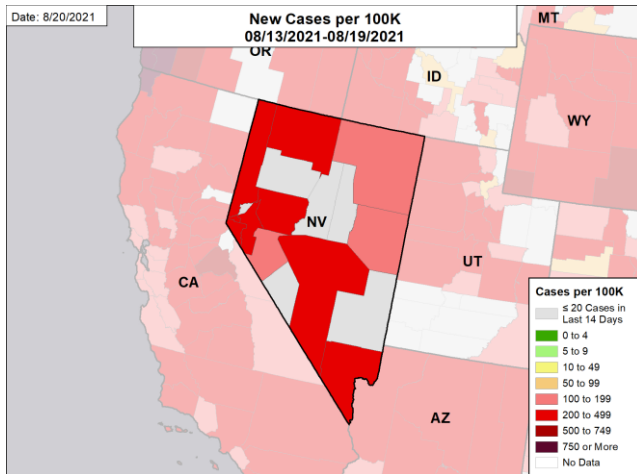 Date: 8/20/2021
New Cases per 100K
08/13/2021-08/19/2021
MT
OR
ID
WY
NV
UT
CA
AZ
Cases per 100K
≤ 20 Cases in
Last 14 Days
0 to 4
5 to 9
10 to 49
50 to 99
100 to 199
200 to 499
500 to 749
750 or More
No Data